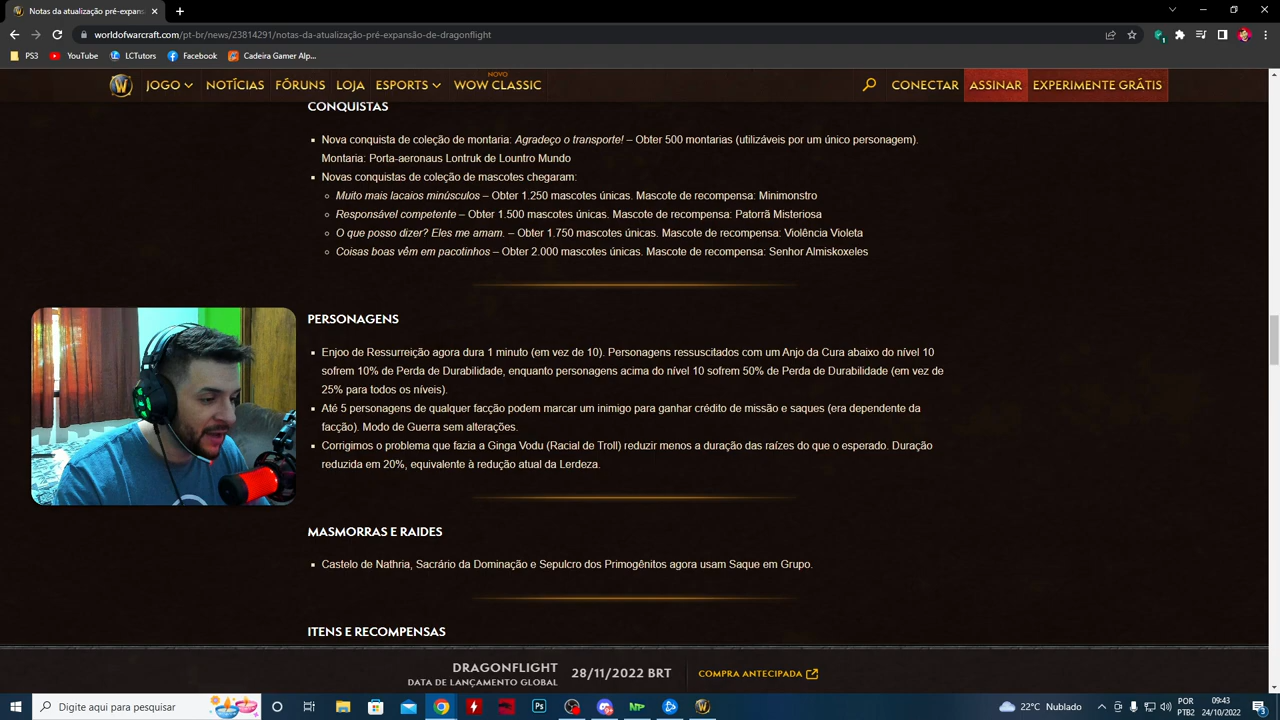 Notas da atualização pré-expans
worldofwarcraft.com/pt-br/news/23814291/notas-da-atualização-pré-expansão-de-dragonflight
PS3 YouTube LCTutors Facebook Cadeira Gamer Alp...
NOVO
JOGO NOTÍCIAS FÓRUNS LOJA ESPORTS WOW CLASSIC CONECTAR ASSINAR EXPERIMENTE GRÁTIS
CONQUISTAS
Nova conquista de coleção de montaria: Agradeço o transporte! – Obter 500 montarias (utilizáveis por um único personagem).
Montaria: Porta-aeronaus Lontruk de Lountro Mundo
Novas conquistas de coleção de mascotes chegaram:
Muito mais lacaios minúsculos – Obter 1.250 mascotes únicas. Mascote de recompensa: Minimonstro
Responsável competente – Obter 1.500 mascotes únicas. Mascote de recompensa: Patorrã Misteriosa
O que posso dizer? Eles me amam. – Obter 1.750 mascotes únicas. Mascote de recompensa: Violência Violeta
Coisas boas vêm em pacotinhos – Obter 2.000 mascotes únicas. Mascote de recompensa: Senhor Almiskoxeles
PERSONAGENS
Enjoo de Ressurreição agora dura 1 minuto (em vez de 10). Personagens ressuscitados com um Anjo da Cura abaixo do nível 10
sofrem 10% de Perda de Durabilidade, enquanto personagens acima do nível 10 sofrem 50% de Perda de Durabilidade (em vez de
25% para todos os níveis).
Até 5 personagens de qualquer facção podem marcar um inimigo para ganhar crédito de missão e saques (era dependente da
facção). Modo de Guerra sem alterações.
Corrigimos o problema que fazia a Ginga Vodu (Racial de Troll) reduzir menos a duração das raízes do que o esperado. Duração
reduzida em 20%, equivalente à redução atual da Lerdeza.
MASMORRAS E RAIDES
Castelo de Nathria, Sacrário da Dominação e Sepulcro dos Primogênitos agora usam Saque em Grupo.
ITENS E RECOMPENSAS
DRAGONFLIGHT
DATA DE LANÇAMENTO GLOBAL
28/11/2022 BRT
COMPRA ANTECIPADA
Digite aqui para pesquisar
22°C Nublado
POR
PTB2
09:43
24/10/2022